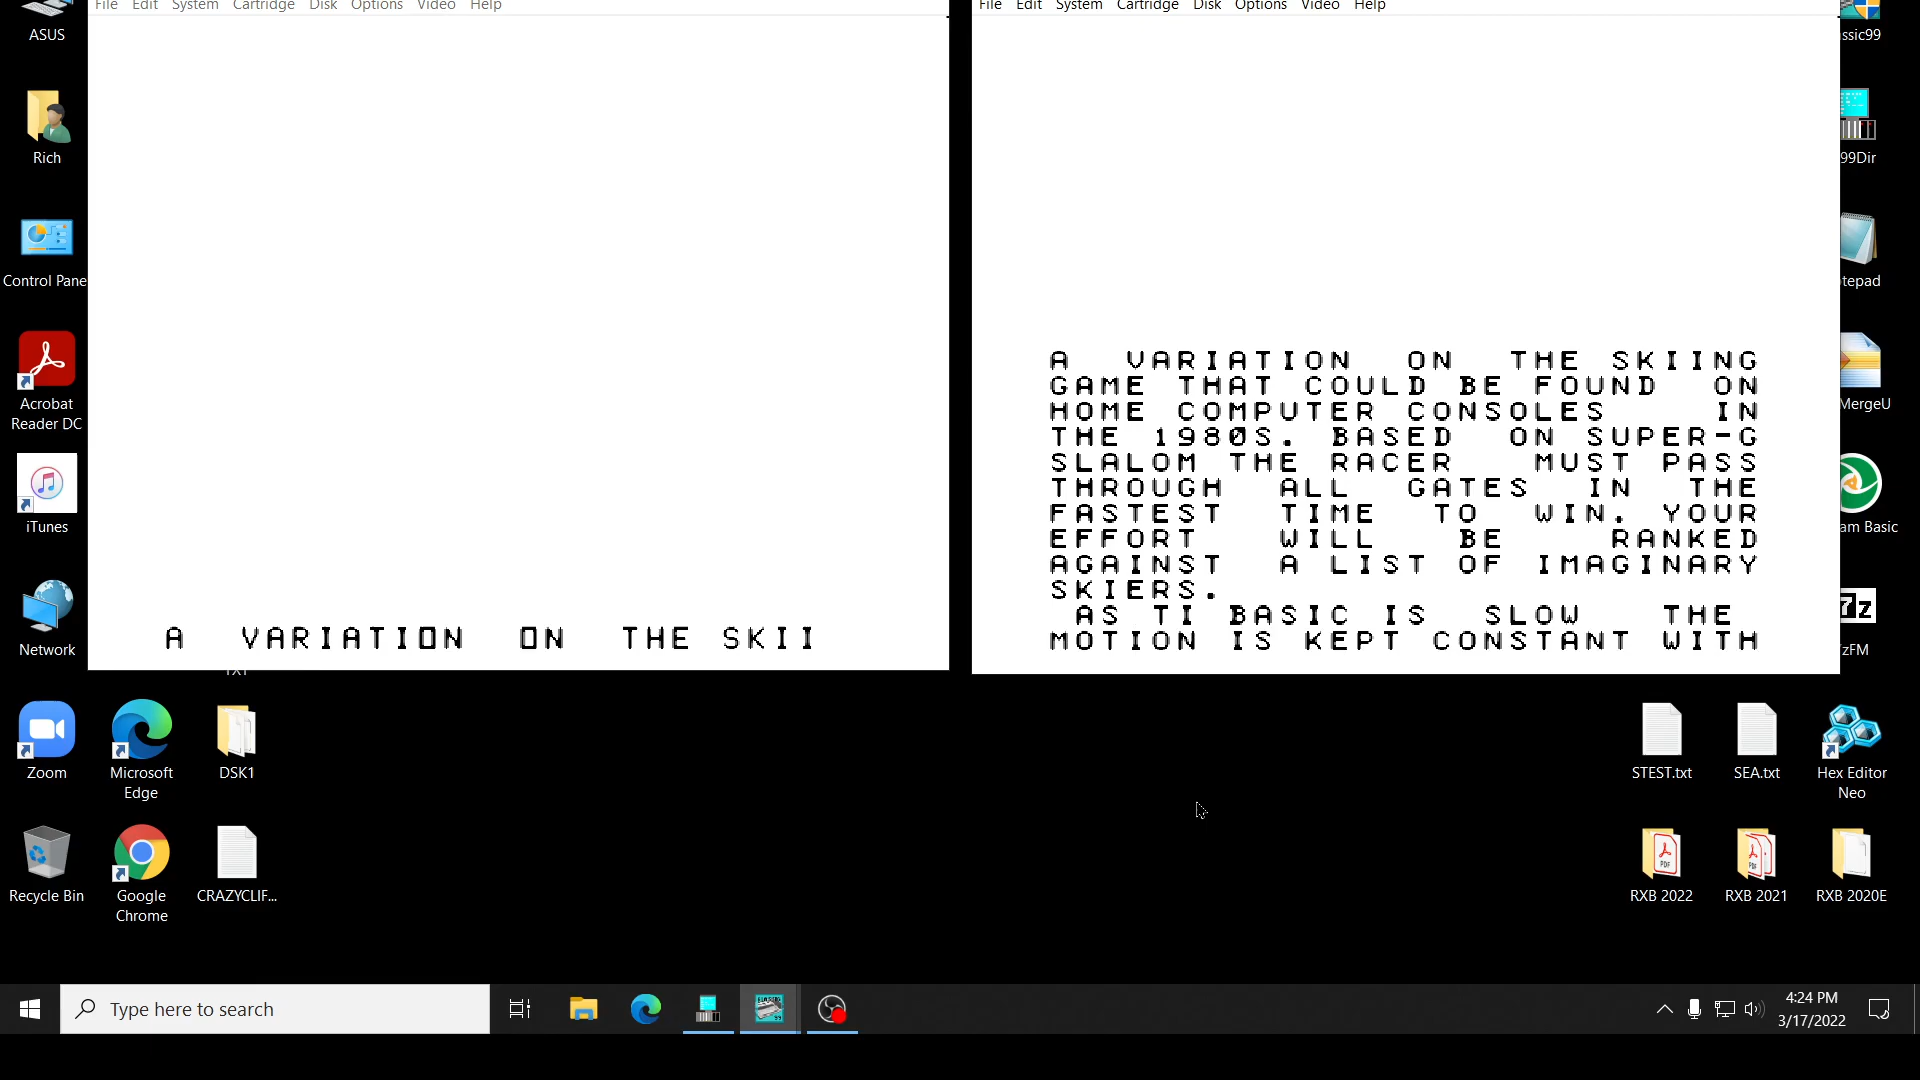 File Edit System Cartridge Disk Options Video Help
File Edit System Cartridge Disk Options Video Help
ASUS
ssic99
Rich
99Dir
Control Pane
tepad
Acrobat
Reader DC
MergeU
iTunes
am Basic
Network
zFM
A VARIATION ON THE SKII
A VARIATION ON THE SKIING
GAME THAT COULD BE FOUND ON
HOME COMPUTER CONSOLES IN
THE 1980S. BASED ON SUPER-G
SLALOM THE RACER MUST PASS
THROUGH ALL GATES IN THE
FASTEST TIME TO WIN. YOUR
EFFORT WILL BE RANKED
AGAINST A LIST OF IMAGINARY
SKIERS.
AS TI BASIC IS SLOW THE
MOTION IS KEPT CONSTANT WITH
Zoom
Microsoft
Edge
DSK1
STEST.txt
SEA.txt
Hex Editor
Neo
Recycle Bin
Google
Chrome
CRAZYCLIF...
RXB 2022
RXB 2021
RXB 2020E
Type here to search
4:24 PM
3/17/2022